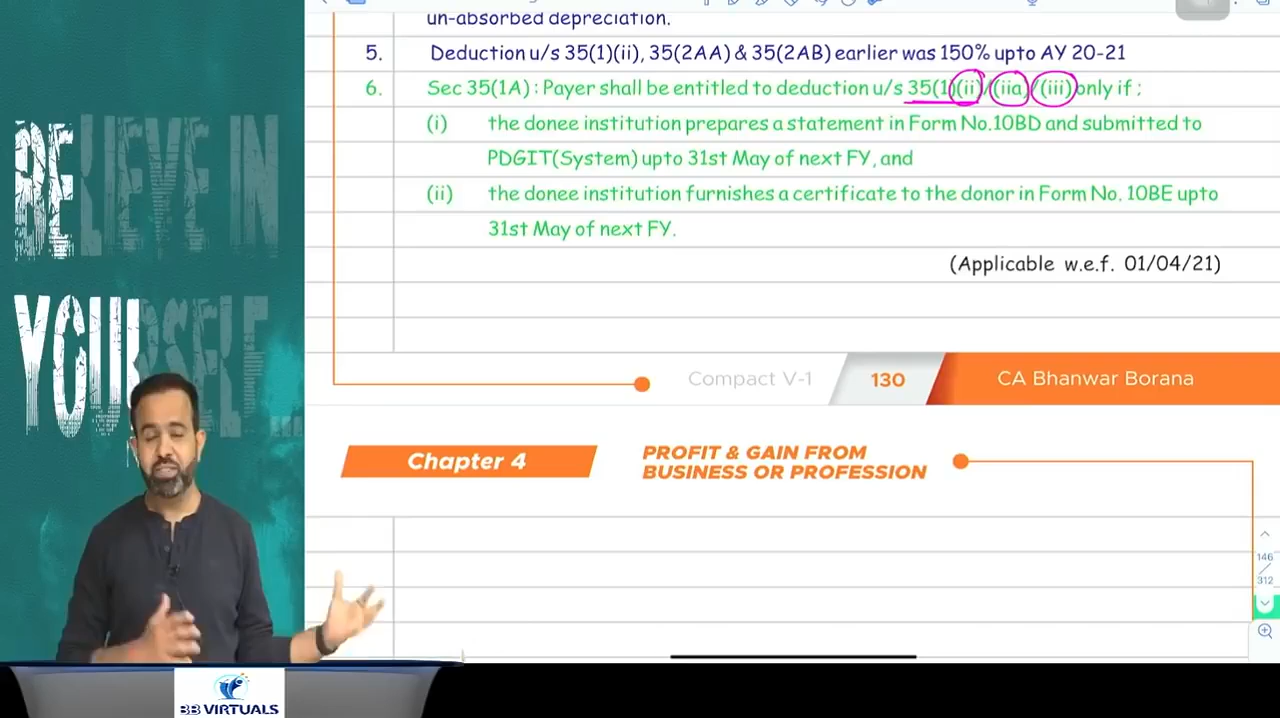 un-absorbed depreciation.
5. Deduction u/s 35(1)(ii), 35(2AA) & 35(2AB) earlier was 150% upto AY 20-21
6. Sec 35(1A) : Payer shall be entitled to deduction u/s 35(1)(ii)/(iia)/(iii) only if ;
(i) the donee institution prepares a statement in Form No.10BD and submitted to
PDGIT(System) upto 31st May of next FY, and
(ii) the donee institution furnishes a certificate to the donor in Form No. 10BE upto
31st May of next FY.
(Applicable w.e.f. 01/04/21)
Compact V-1 130 CA Bhanwar Borana
Chapter 4 PROFIT & GAIN FROM
BUSINESS OR PROFESSION
146
/
312
BELIEVE IN
YOURSELF...
BB VIRTUALS